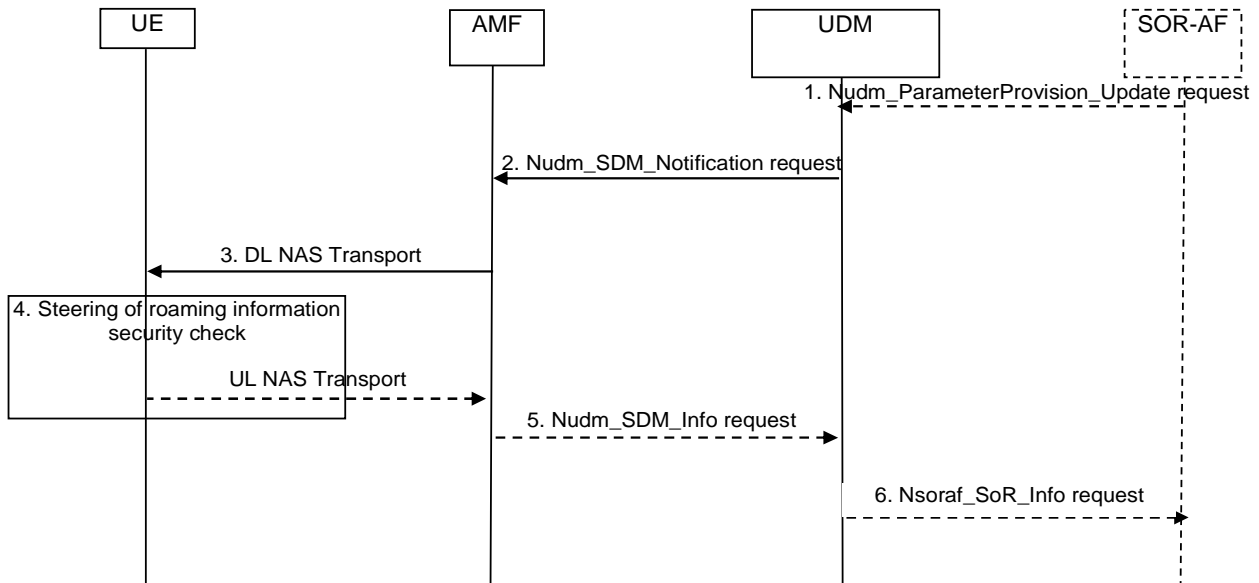 UE
AMF
UDM
SOR-AF
1. Nudm_ParameterProvision_Update request
2. Nudm_SDM_Notification request
3. DL NAS Transport
4. Steering of roaming information
security check
UL NAS Transport
5. Nudm_SDM_Info request
6. Nsoraf_SoR_Info request